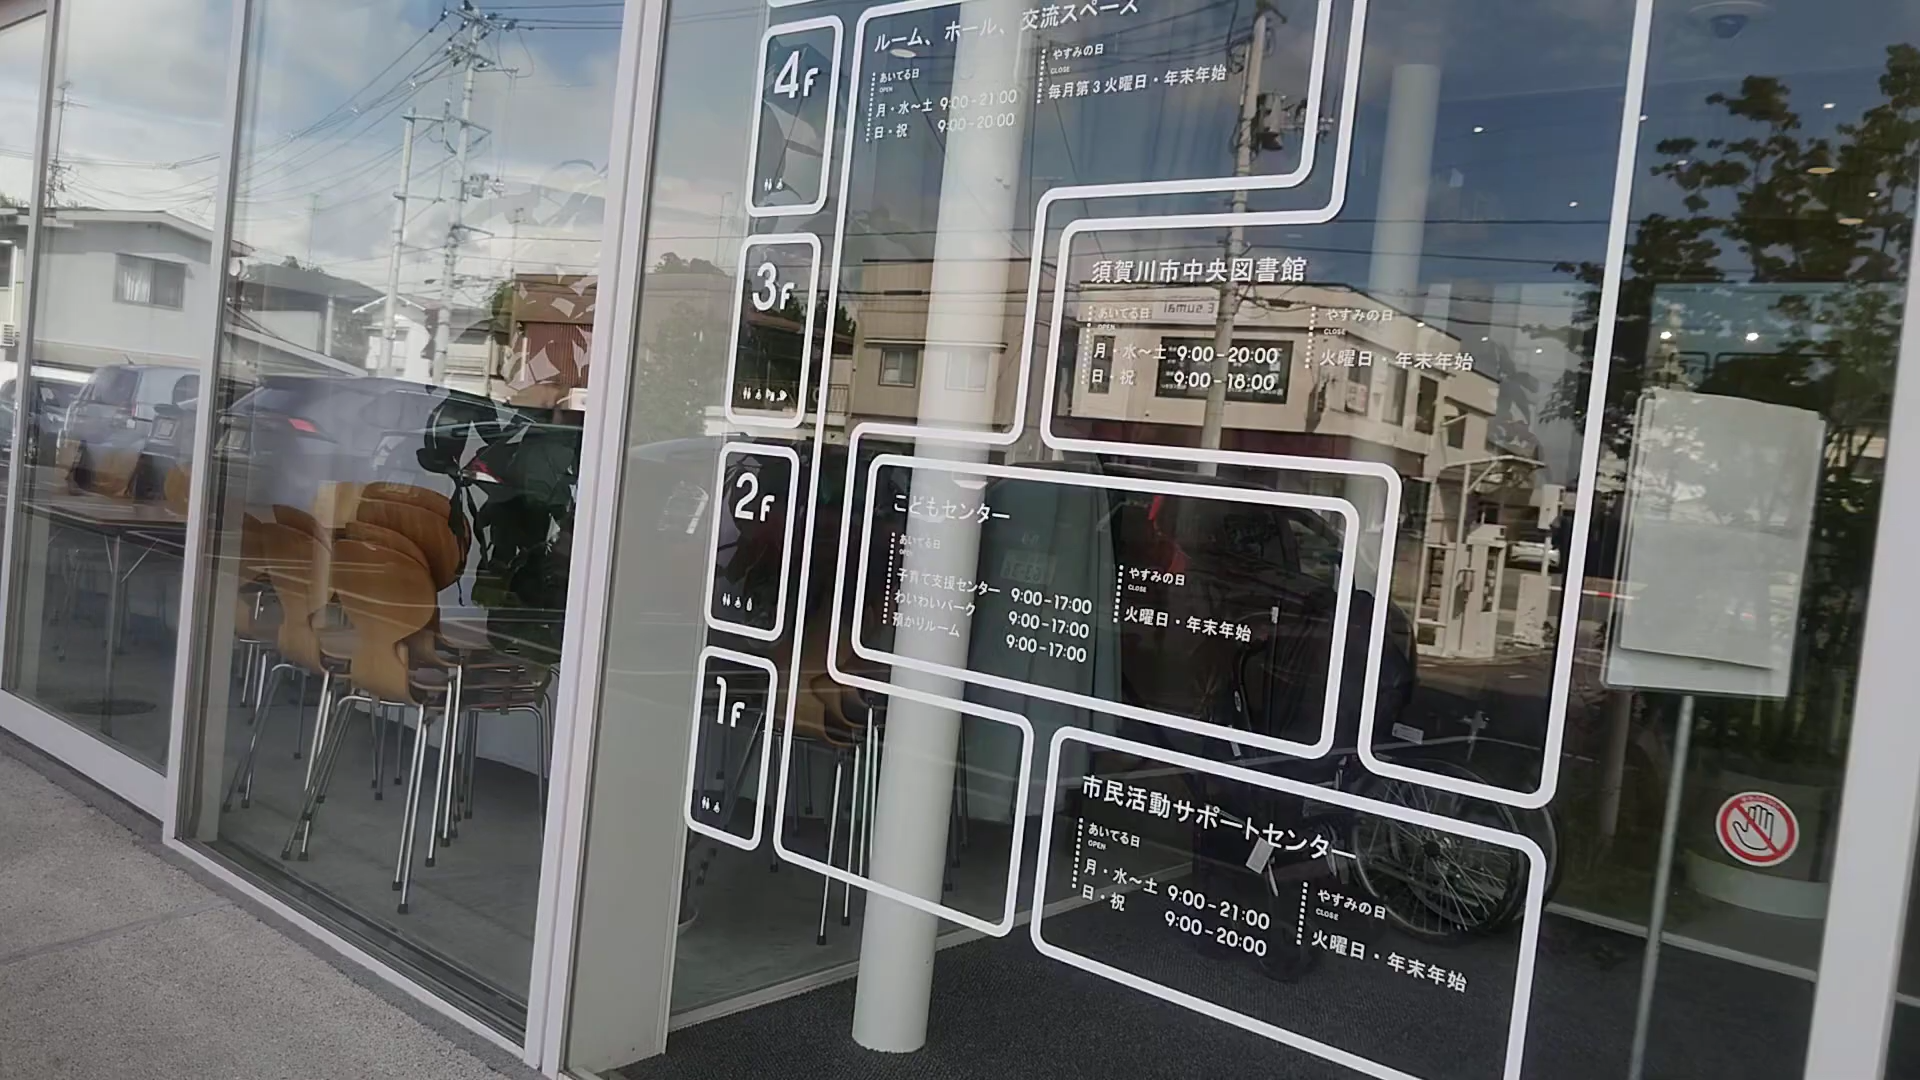 4F
ルーム、ホール、交流スペース
あいてる日
OPEN
月・水〜土 9:00-21:00
日・祝 9:00-20:00
やすみの日
CLOSE
毎月第3火曜日・年末年始
3F
須賀川市中央図書館
あいてる日
OPEN
月・水〜土 9:00-20:00
日・祝 9:00-18:00
やすみの日
CLOSE
火曜日・年末年始
2F
こどもセンター
あいてる日
OPEN
子育て支援センター 9:00-17:00
わいわいパーク 9:00-17:00
預かりルーム 9:00-17:00
やすみの日
CLOSE
火曜日・年末年始
1F
市民活動サポートセンター
あいてる日
OPEN
月・水〜土 9:00-21:00
日・祝 9:00-20:00
やすみの日
CLOSE
火曜日・年末年始